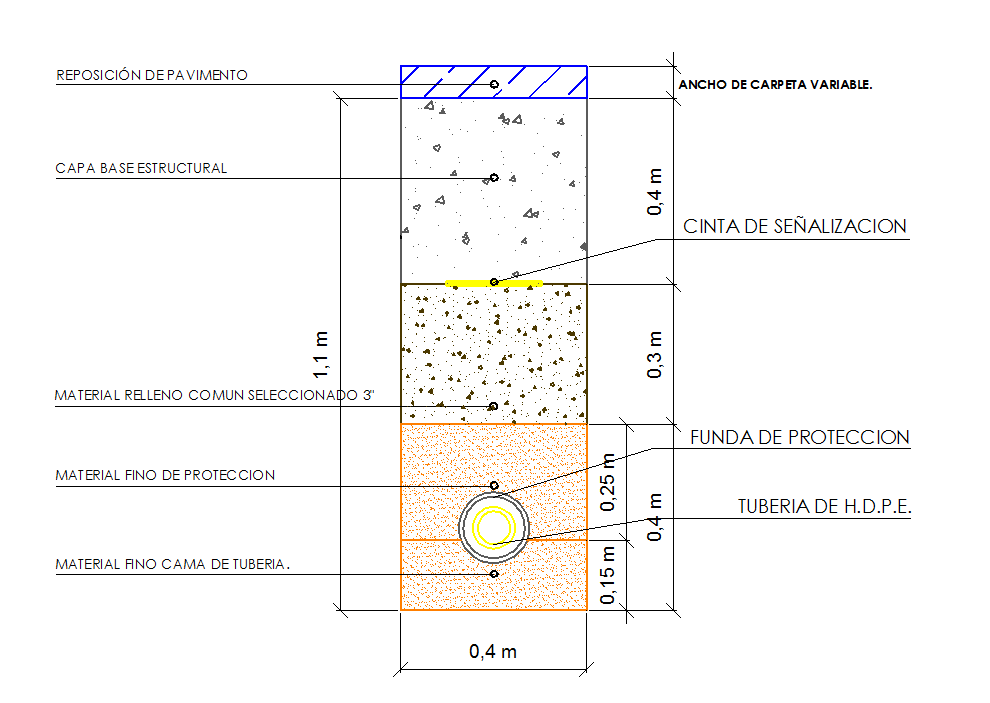 REPOSICIÓN DE PAVIMENTO
ANCHO DE CARPETA VARIABLE.
CAPA BASE ESTRUCTURAL
0,4 m
CINTA DE SEÑALIZACION
1,1 m
0,3 m
MATERIAL RELLENO COMUN SELECCIONADO 3"
FUNDA DE PROTECCION
MATERIAL FINO DE PROTECCION
0,25 m
TUBERIA DE H.D.P.E.
0,4 m
MATERIAL FINO CAMA DE TUBERIA.
0,15 m
0,4 m